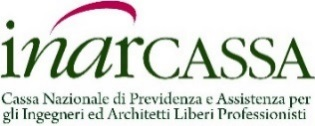 inarCASSA
Cassa Nazionale di Previdenza e Assistenza per
gli Ingegneri ed Architetti Liberi Professionisti